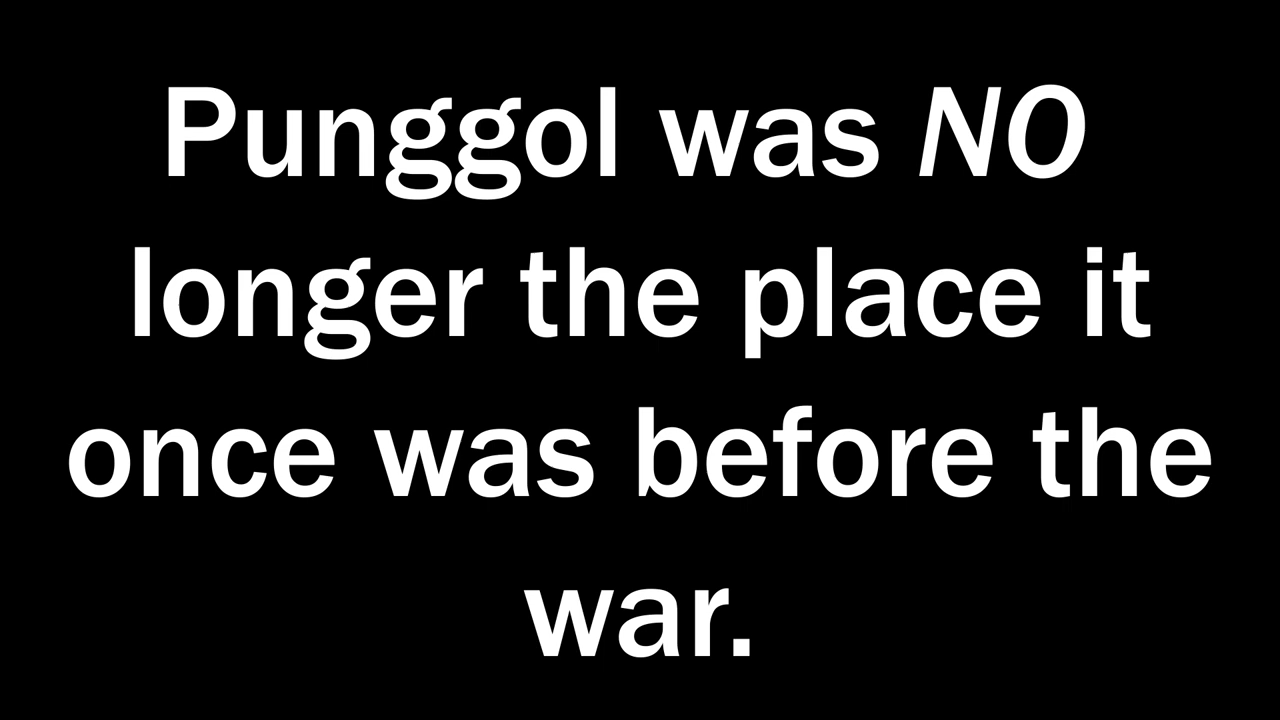 Punggol was NO
longer the place it
once was before the
war.